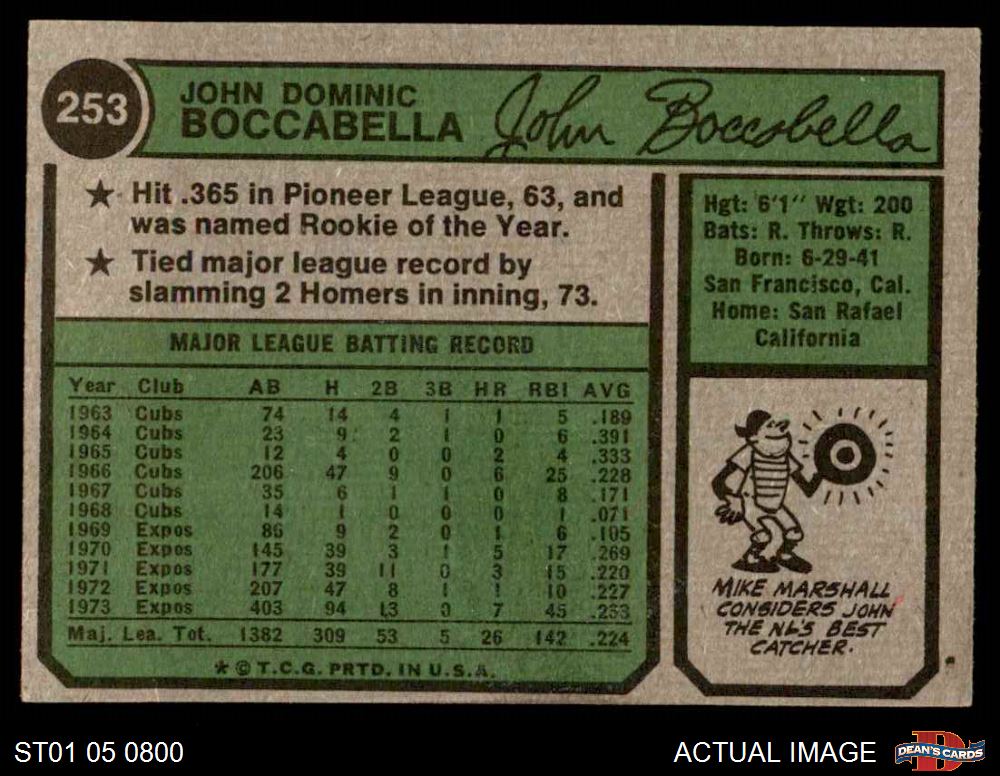 253
JOHN DOMINIC
BOCCABELLA
John Boccabella
★ Hit .365 in Pioneer League, 63, and
was named Rookie of the Year.
★ Tied major league record by
slamming 2 Homers in inning, 73.
MAJOR LEAGUE BATTING RECORD
Year Club AB H 2B 3B HR RBI AVG
1963 Cubs 74 14 4 1 1 5 .189
1964 Cubs 23 9 2 1 0 6 .391
1965 Cubs 12 4 0 0 2 4 .333
1966 Cubs 206 47 9 0 6 25 .228
1967 Cubs 35 6 1 1 0 8 .171
1968 Cubs 14 1 0 0 0 1 .071
1969 Expos 86 9 2 0 1 6 .105
1970 Expos 145 39 3 1 5 17 .269
1971 Expos 177 39 11 0 3 15 .220
1972 Expos 207 47 8 1 1 10 .227
1973 Expos 403 94 13 0 7 45 .233
Maj. Lea. Tot. 1382 309 53 5 26 142 .224
* © T.C.G. PRTD. IN U.S.A.
Hgt: 6'1" Wgt: 200
Bats: R. Throws: R.
Born: 6-29-41
San Francisco, Cal.
Home: San Rafael
California
MIKE MARSHALL
CONSIDERS JOHN
THE NL'S BEST
CATCHER.
ST01 05 0800
ACTUAL IMAGE
D
DEAN'S CARDS